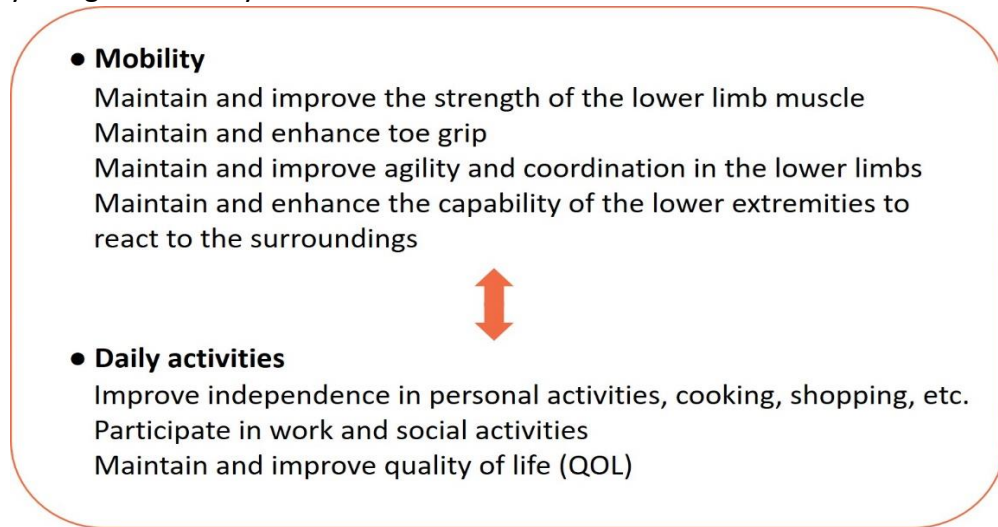 ● Mobility
Maintain and improve the strength of the lower limb muscle
Maintain and enhance toe grip
Maintain and improve agility and coordination in the lower limbs
Maintain and enhance the capability of the lower extremities to
react to the surroundings
● Daily activities
Improve independence in personal activities, cooking, shopping, etc.
Participate in work and social activities
Maintain and improve quality of life (QOL)